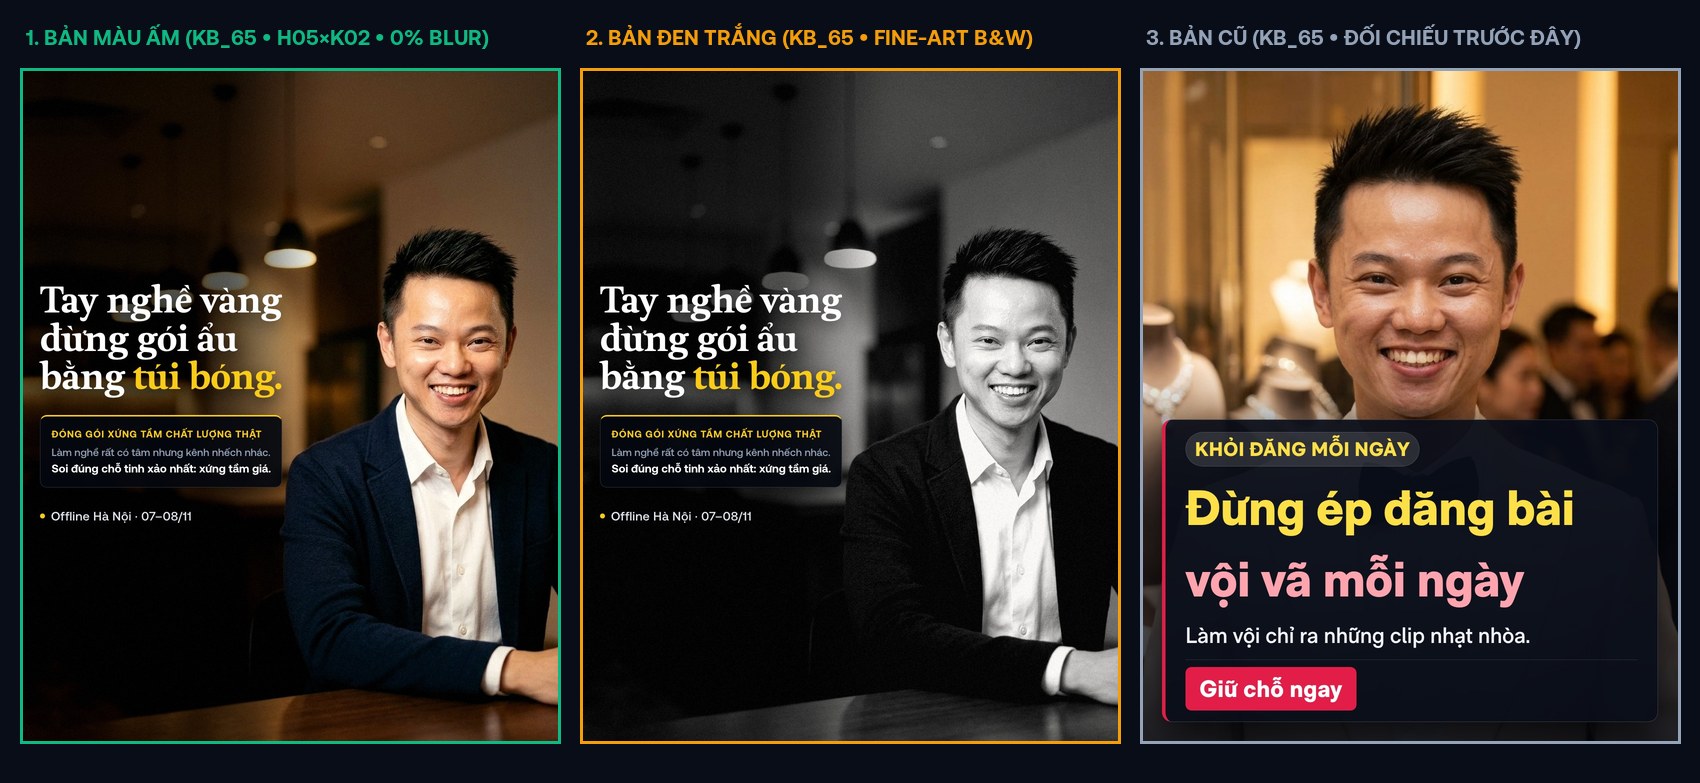 1. BẢN MÀU ẤM (KB_65 • H05×K02 • 0% BLUR)
Tay nghề vàng
đừng gói ẩu
bằng túi bóng.
ĐÓNG GÓI XỨNG TẦM CHẤT LƯỢNG THẬT
Làm nghề rất có tâm nhưng kênh nhếch nhác.
Soi đúng chỗ tinh xảo nhất: xứng tầm giá.
Offline Hà Nội · 07–08/11
2. BẢN ĐEN TRẮNG (KB_65 • FINE-ART B&W)
Tay nghề vàng
đừng gói ẩu
bằng túi bóng.
ĐÓNG GÓI XỨNG TẦM CHẤT LƯỢNG THẬT
Làm nghề rất có tâm nhưng kênh nhếch nhác.
Soi đúng chỗ tinh xảo nhất: xứng tầm giá.
Offline Hà Nội · 07–08/11
3. BẢN CŨ (KB_65 • ĐỐI CHIẾU TRƯỚC ĐÂY)
KHỎI ĐĂNG MỖI NGÀY
Đừng ép đăng bài
vội vã mỗi ngày
Làm vội chỉ ra những clip nhạt nhòa.
Giữ chỗ ngay